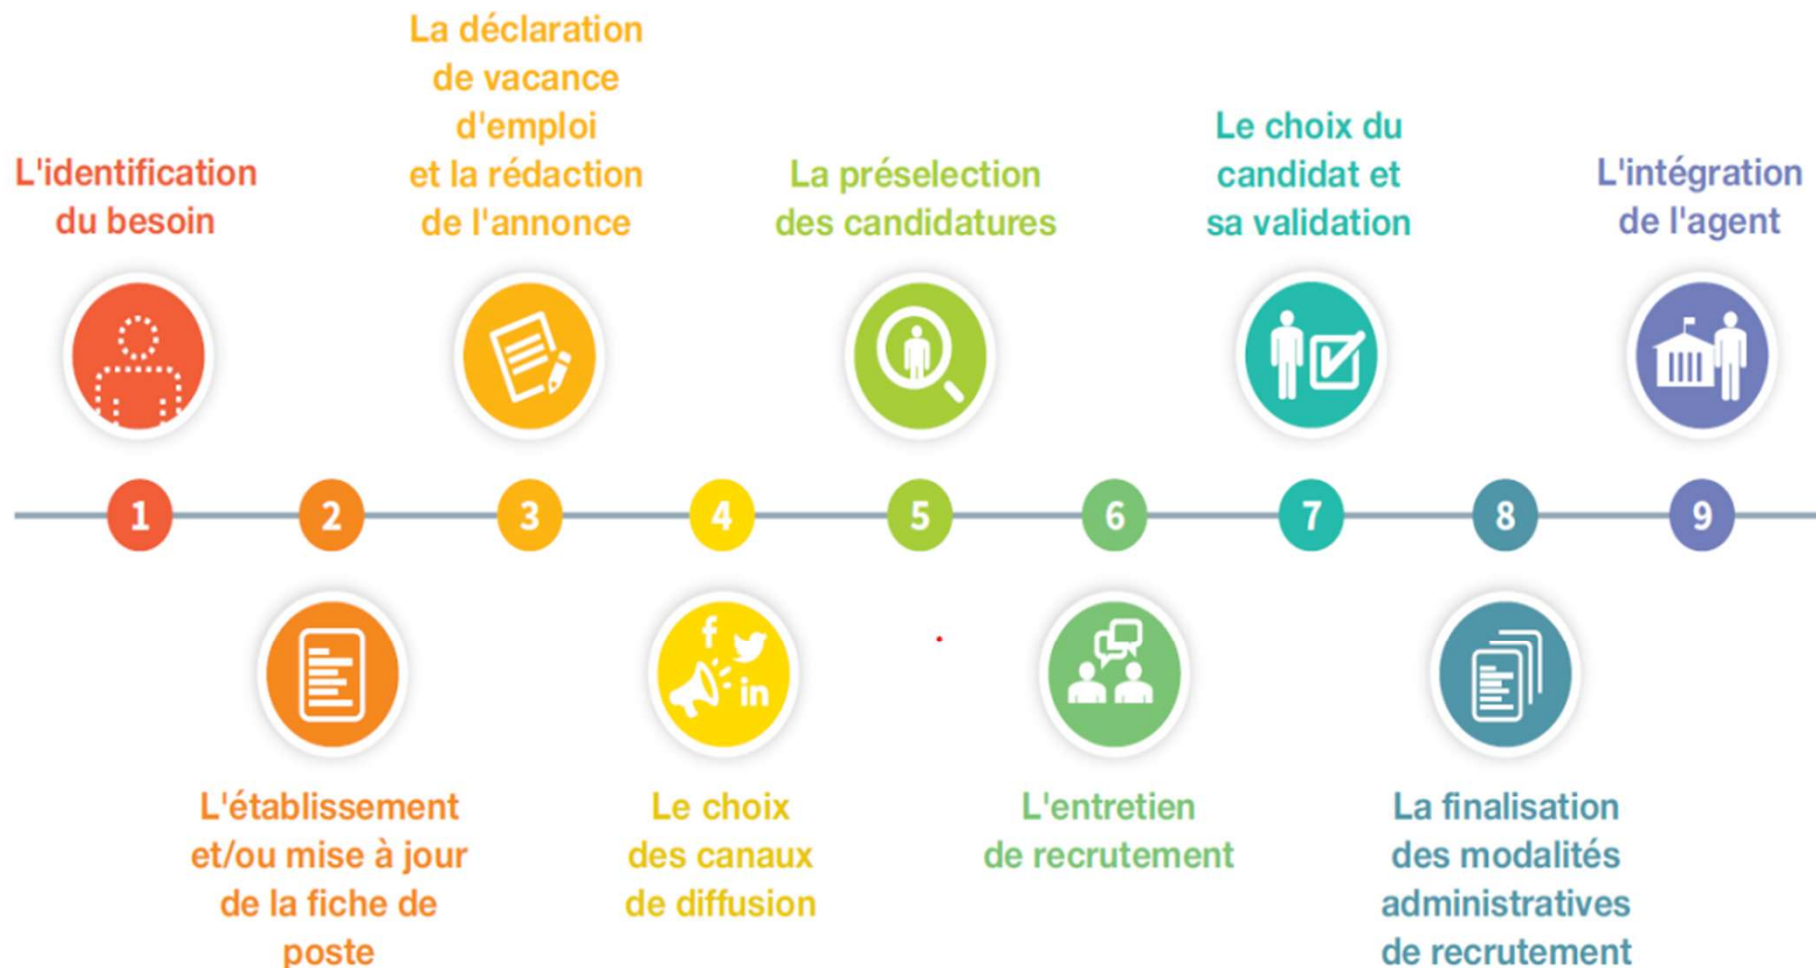 L'identification
du besoin
La déclaration
de vacance
d'emploi
et la rédaction
de l'annonce
La préselection
des candidatures
Le choix du
candidat et
sa validation
L'intégration
de l'agent
1
2
3
4
5
6
7
8
9
f
in
L'établissement
et/ou mise à jour
de la fiche de
poste
Le choix
des canaux
de diffusion
L'entretien
de recrutement
La finalisation
des modalités
administratives
de recrutement